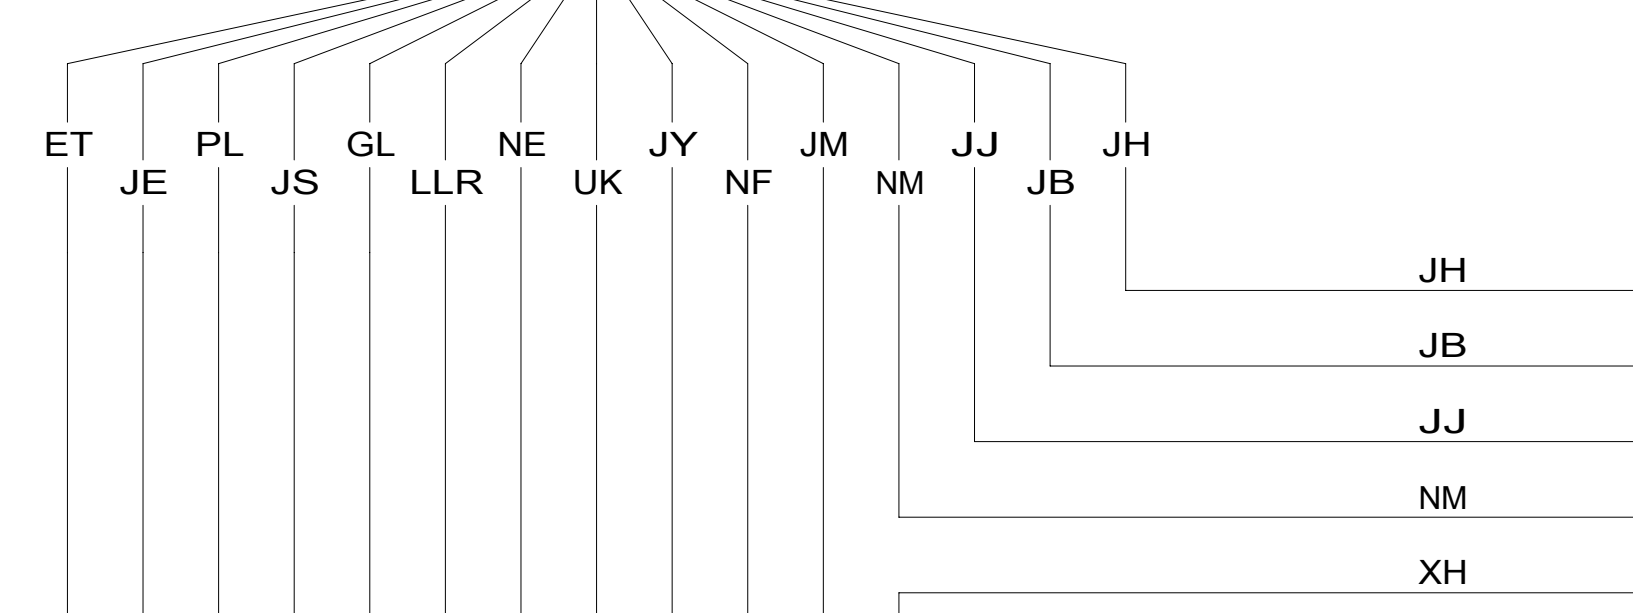 ET PL GL NE JY JM JJ JH
JE JS LLR UK NF NM JB
JH
JB
JJ
NM
XH